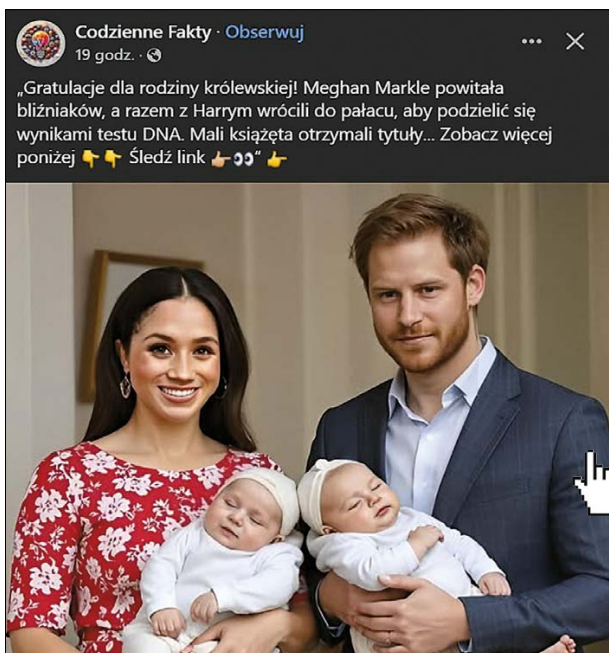 Codzienne Fakty · Obserwuj
19 godz. ·
„Gratulacje dla rodziny królewskiej! Meghan Markle powitała
bliźniaków, a razem z Harrym wrócili do pałacu, aby podzielić się
wynikami testu DNA. Mali książęta otrzymali tytuły... Zobacz więcej
poniżej 👇👇 Śledź link 👉👀“ 👉